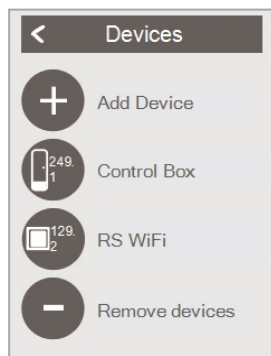 Devices
Add Device
249.
1
Control Box
129.
2
RS WiFi
Remove devices